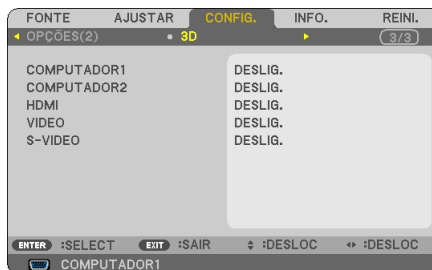 FONTE AJUSTAR CONFIG. INFO. REINI.
OPÇÕES(2) 3D 3/3
COMPUTADOR1 DESLIG.
COMPUTADOR2 DESLIG.
HDMI DESLIG.
VIDEO DESLIG.
S-VIDEO DESLIG.
ENTER :SELECT EXIT :SAIR :DESLOC :DESLOC
COMPUTADOR1